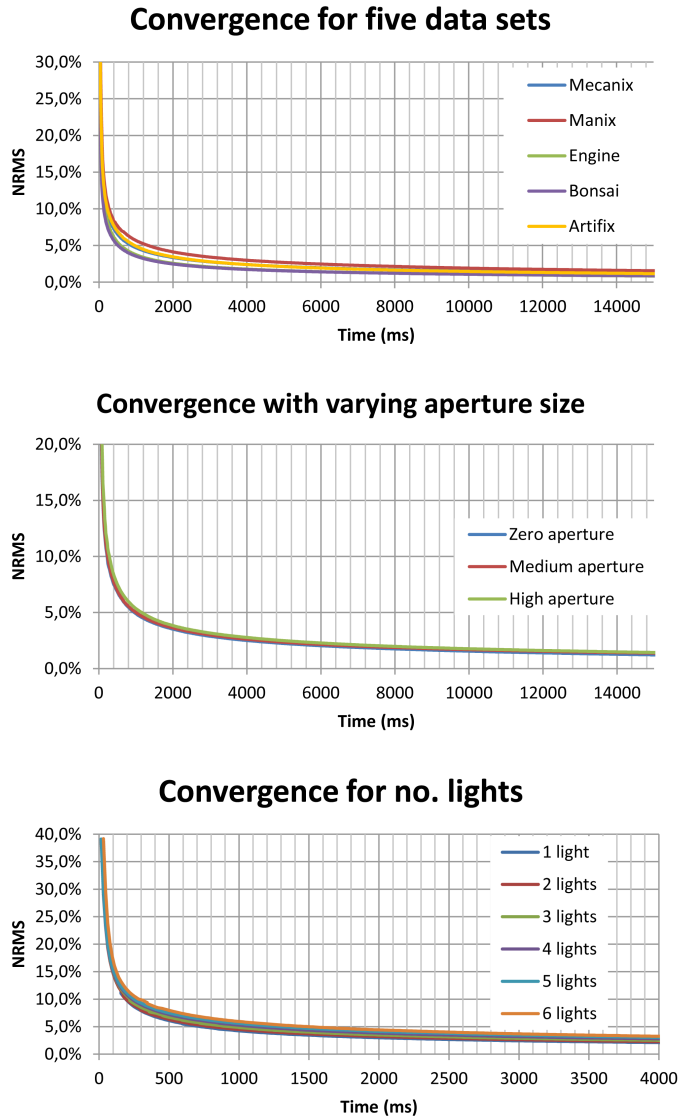 Convergence for five data sets
30,0%
25,0%
20,0%
15,0%
10,0%
5,0%
0,0%
NRMS
Mecanix
Manix
Engine
Bonsai
Artifix
0 2000 4000 6000 8000 10000 12000 14000
Time (ms)
Convergence with varying aperture size
20,0%
15,0%
10,0%
5,0%
0,0%
NRMS
Zero aperture
Medium aperture
High aperture
0 2000 4000 6000 8000 10000 12000 14000
Time (ms)
Convergence for no. lights
40,0%
35,0%
30,0%
25,0%
20,0%
15,0%
10,0%
5,0%
0,0%
NRMS
1 light
2 lights
3 lights
4 lights
5 lights
6 lights
0 500 1000 1500 2000 2500 3000 3500 4000
Time (ms)